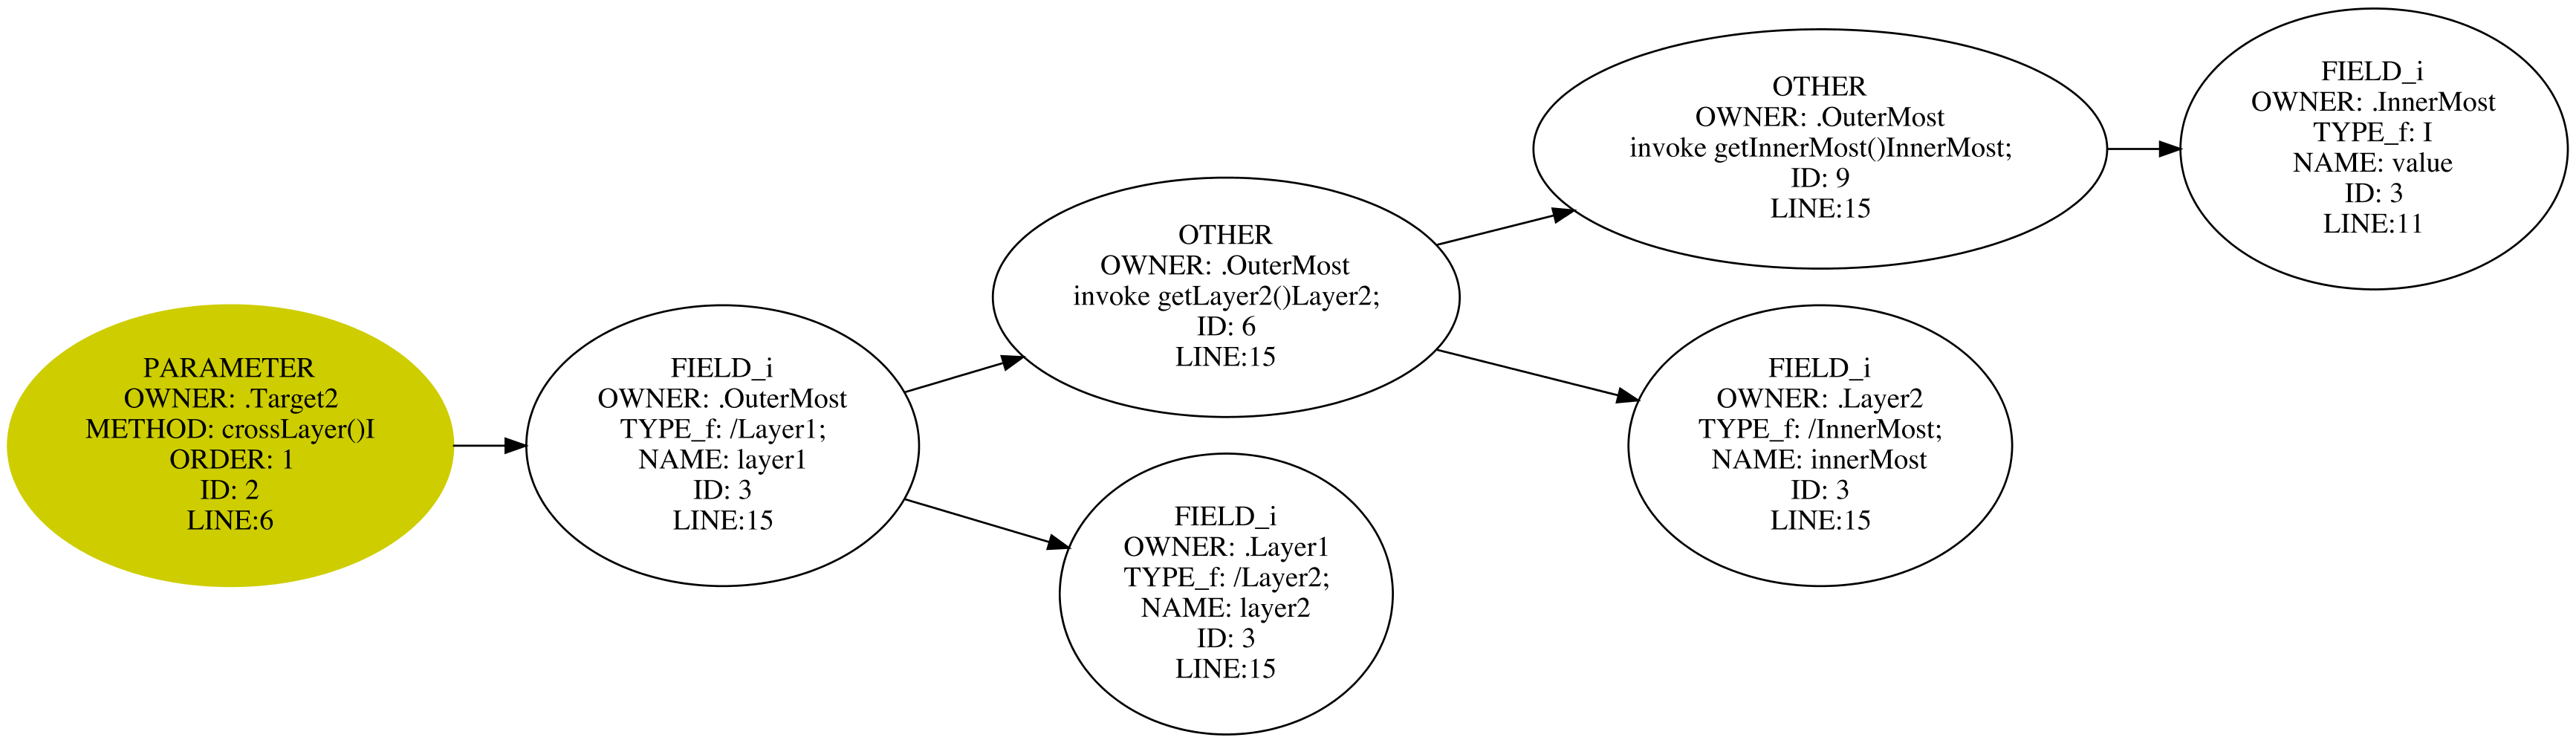 PARAMETER
OWNER: .Target2
METHOD: crossLayer()I
ORDER: 1
ID: 2
LINE:6
FIELD_i
OWNER: .OuterMost
TYPE_f: /Layer1;
NAME: layer1
ID: 3
LINE:15
OTHER
OWNER: .OuterMost
invoke getLayer2()Layer2;
ID: 6
LINE:15
FIELD_i
OWNER: .Layer1
TYPE_f: /Layer2;
NAME: layer2
ID: 3
LINE:15
OTHER
OWNER: .OuterMost
invoke getInnerMost()InnerMost;
ID: 9
LINE:15
FIELD_i
OWNER: .Layer2
TYPE_f: /InnerMost;
NAME: innerMost
ID: 3
LINE:15
FIELD_i
OWNER: .InnerMost
TYPE_f: I
NAME: value
ID: 3
LINE:11